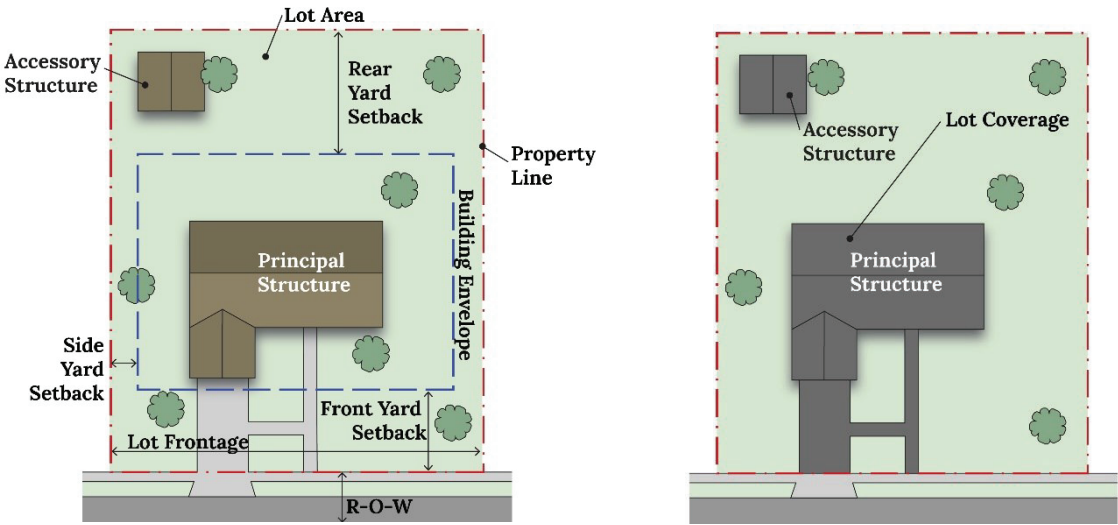 Lot Area
Accessory
Structure
Rear
Yard
Setback
Property
Line
Building Envelope
Principal
Structure
Side
Yard
Setback
Front Yard
Setback
Lot Frontage
R-O-W
Accessory
Structure
Lot Coverage
Principal
Structure